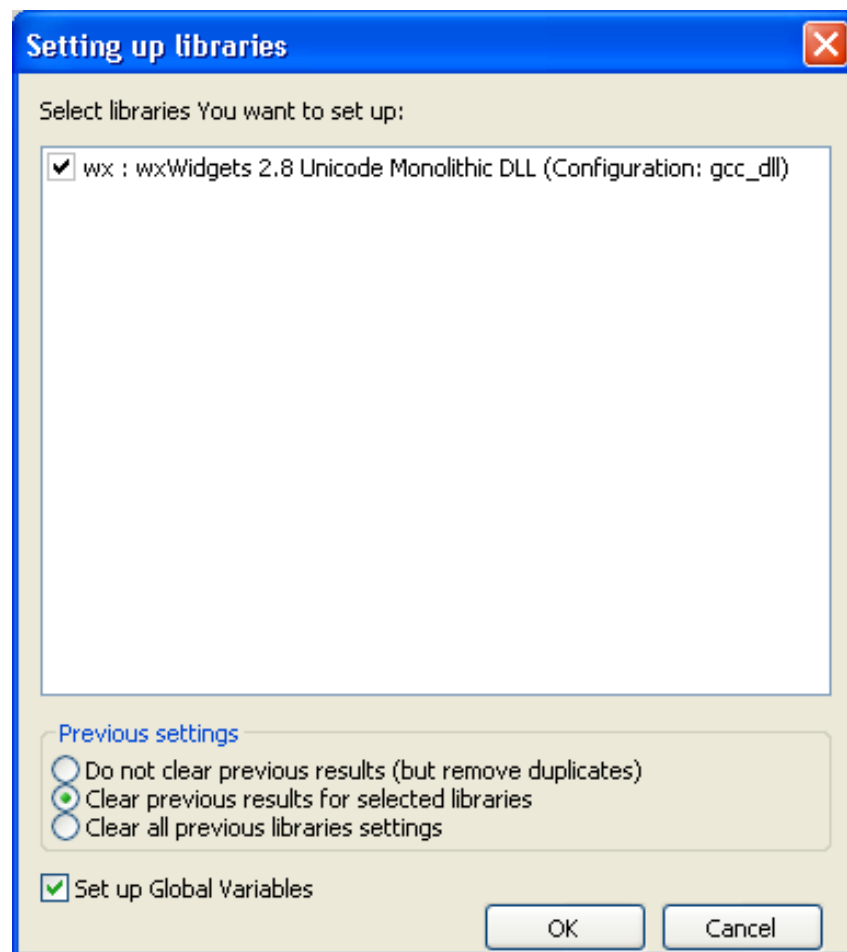 Setting up libraries
Select libraries You want to set up:
wx : wxWidgets 2.8 Unicode Monolithic DLL (Configuration: gcc_dll)
Previous settings
Do not clear previous results (but remove duplicates)
Clear previous results for selected libraries
Clear all previous libraries settings
Set up Global Variables
OK Cancel